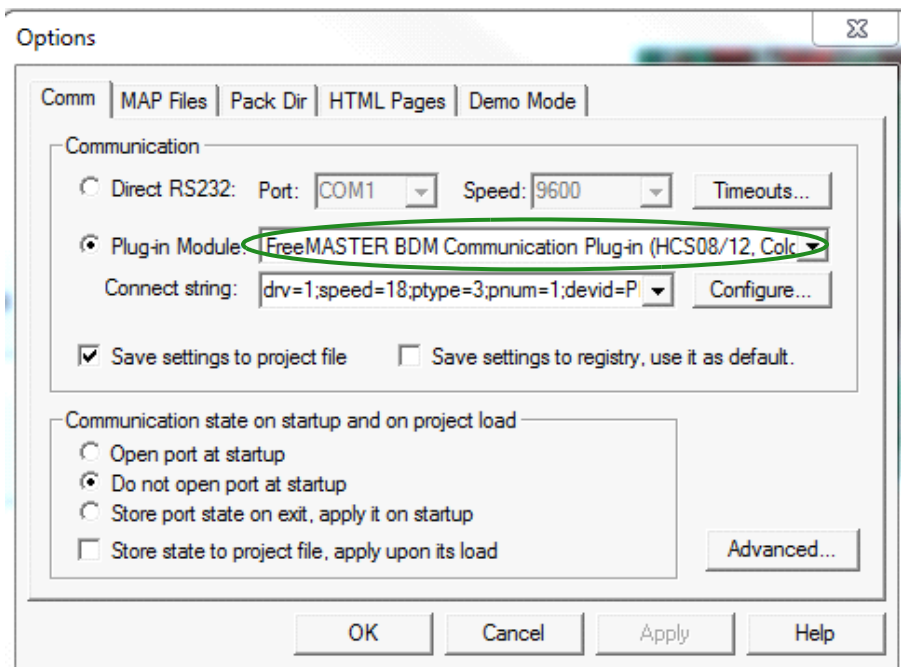 Options
Comm MAP Files Pack Dir HTML Pages Demo Mode
Communication
Direct RS232: Port: COM1 Speed: 9600 Timeouts...
Plug-in Module: FreeMASTER BDM Communication Plug-in (HCS08/12,
Connect string: drv=1;speed=18;ptype=3;pnum=1; Configure...
Save settings to project file Save settings to registry, use it as default.
Communication state on startup and on project load
Open port at startup
Do not open port at startup
Store port state on exit, apply it on startup
Store state to project file, apply upon its load Advanced...
OK Cancel Apply Help